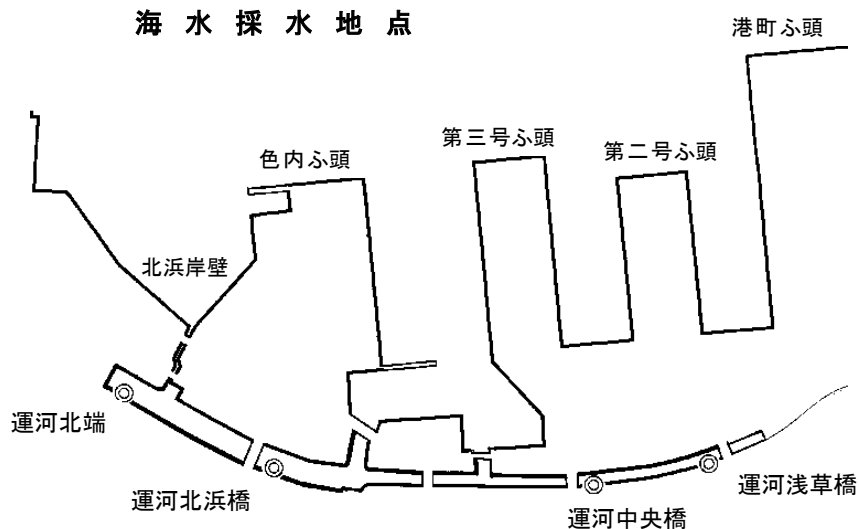 海水採水地点
港町ふ頭
第三号ふ頭
色内ふ頭
第二号ふ頭
北浜岸壁
運河北端
運河浅草橋
運河北浜橋
運河中央橋